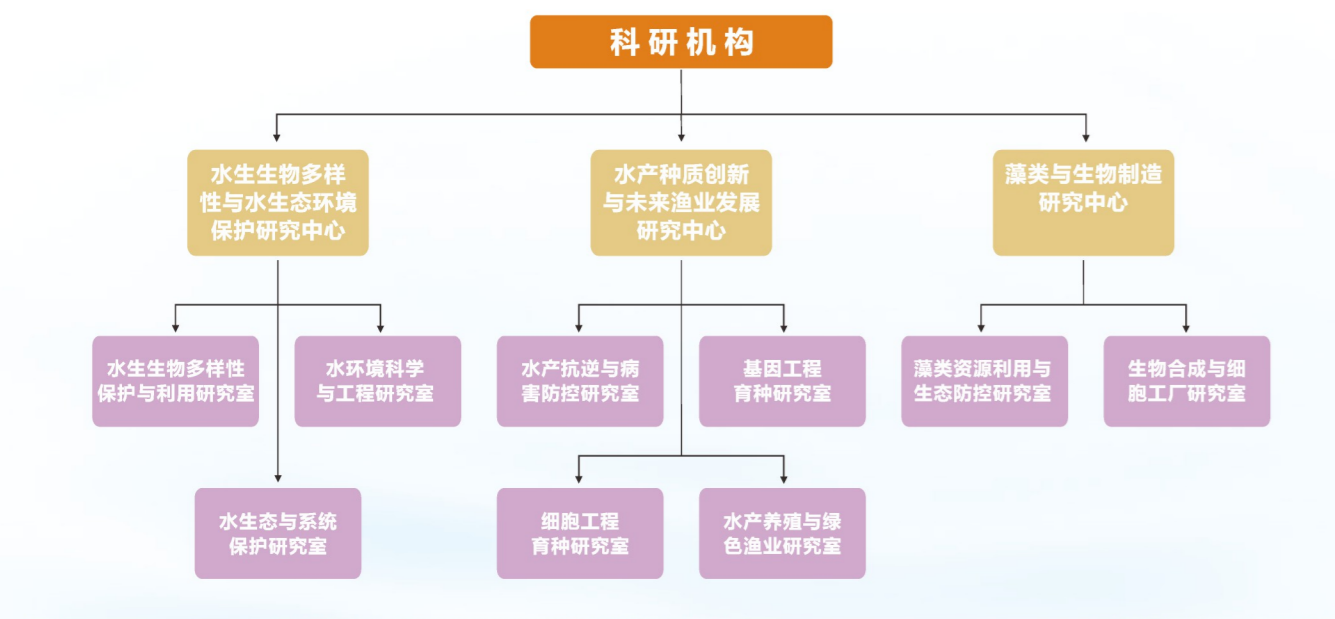 科研机构
水生生物多样
性与水生态环境
保护研究中心
水产种质创新
与未来渔业发展
研究中心
藻类与生物制造
研究中心
水生生物多样性
保护与利用研究室
水环境科学
与工程研究室
水产抗逆与病
害防控研究室
基因工程
育种研究室
藻类资源利用与
生态防控研究室
生物合成与细
胞工厂研究室
水生态与系统
保护研究室
细胞工程
育种研究室
水产养殖与绿
色渔业研究室